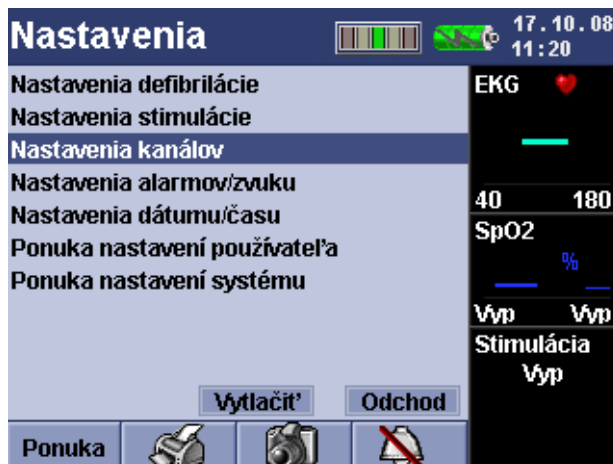 Nastavenia
17.10.08
11:20
Nastavenia defibrilácie
Nastavenia stimulácie
Nastavenia kanálov
Nastavenia alarmov/zvuku
Nastavenia dátumu/času
Ponuka nastavení používateľa
Ponuka nastavení systému
Vytlačiť
Odchod
Ponuka
EKG
40 180
SpO2
%
Vyp Vyp
Stimulácia
Vyp